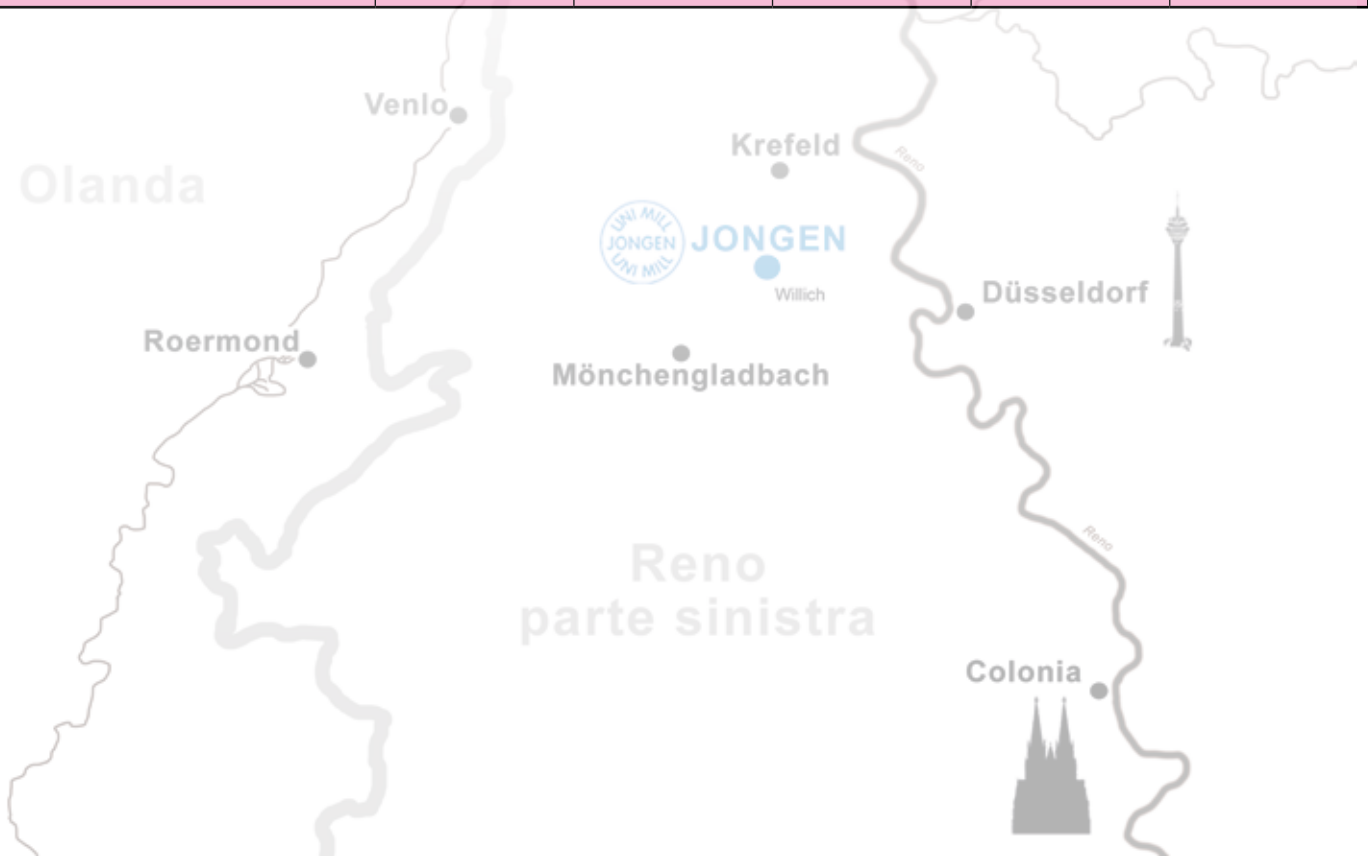 Venlo
Krefeld
Reno
Olanda
UNI MILL
JONGEN
UNI MILL
JONGEN
Willich
Düsseldorf
Roermond
Mönchengladbach
Reno
Reno
parte sinistra
Colonia